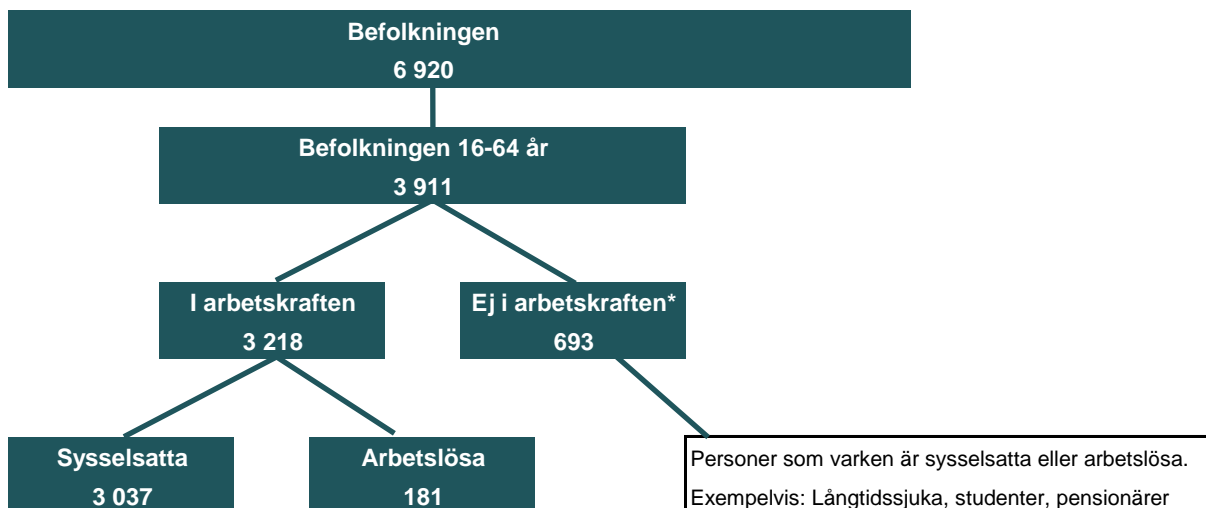 Befolkningen
6 920
Befolkningen 16-64 år
3 911
I arbetskraften
3 218
Ej i arbetskraften*
693
Sysselsatta
3 037
Arbetslösa
181
Personer som varken är sysselsatta eller arbetslösa.
Exempelvis: Långtidssjuka, studenter, pensionärer